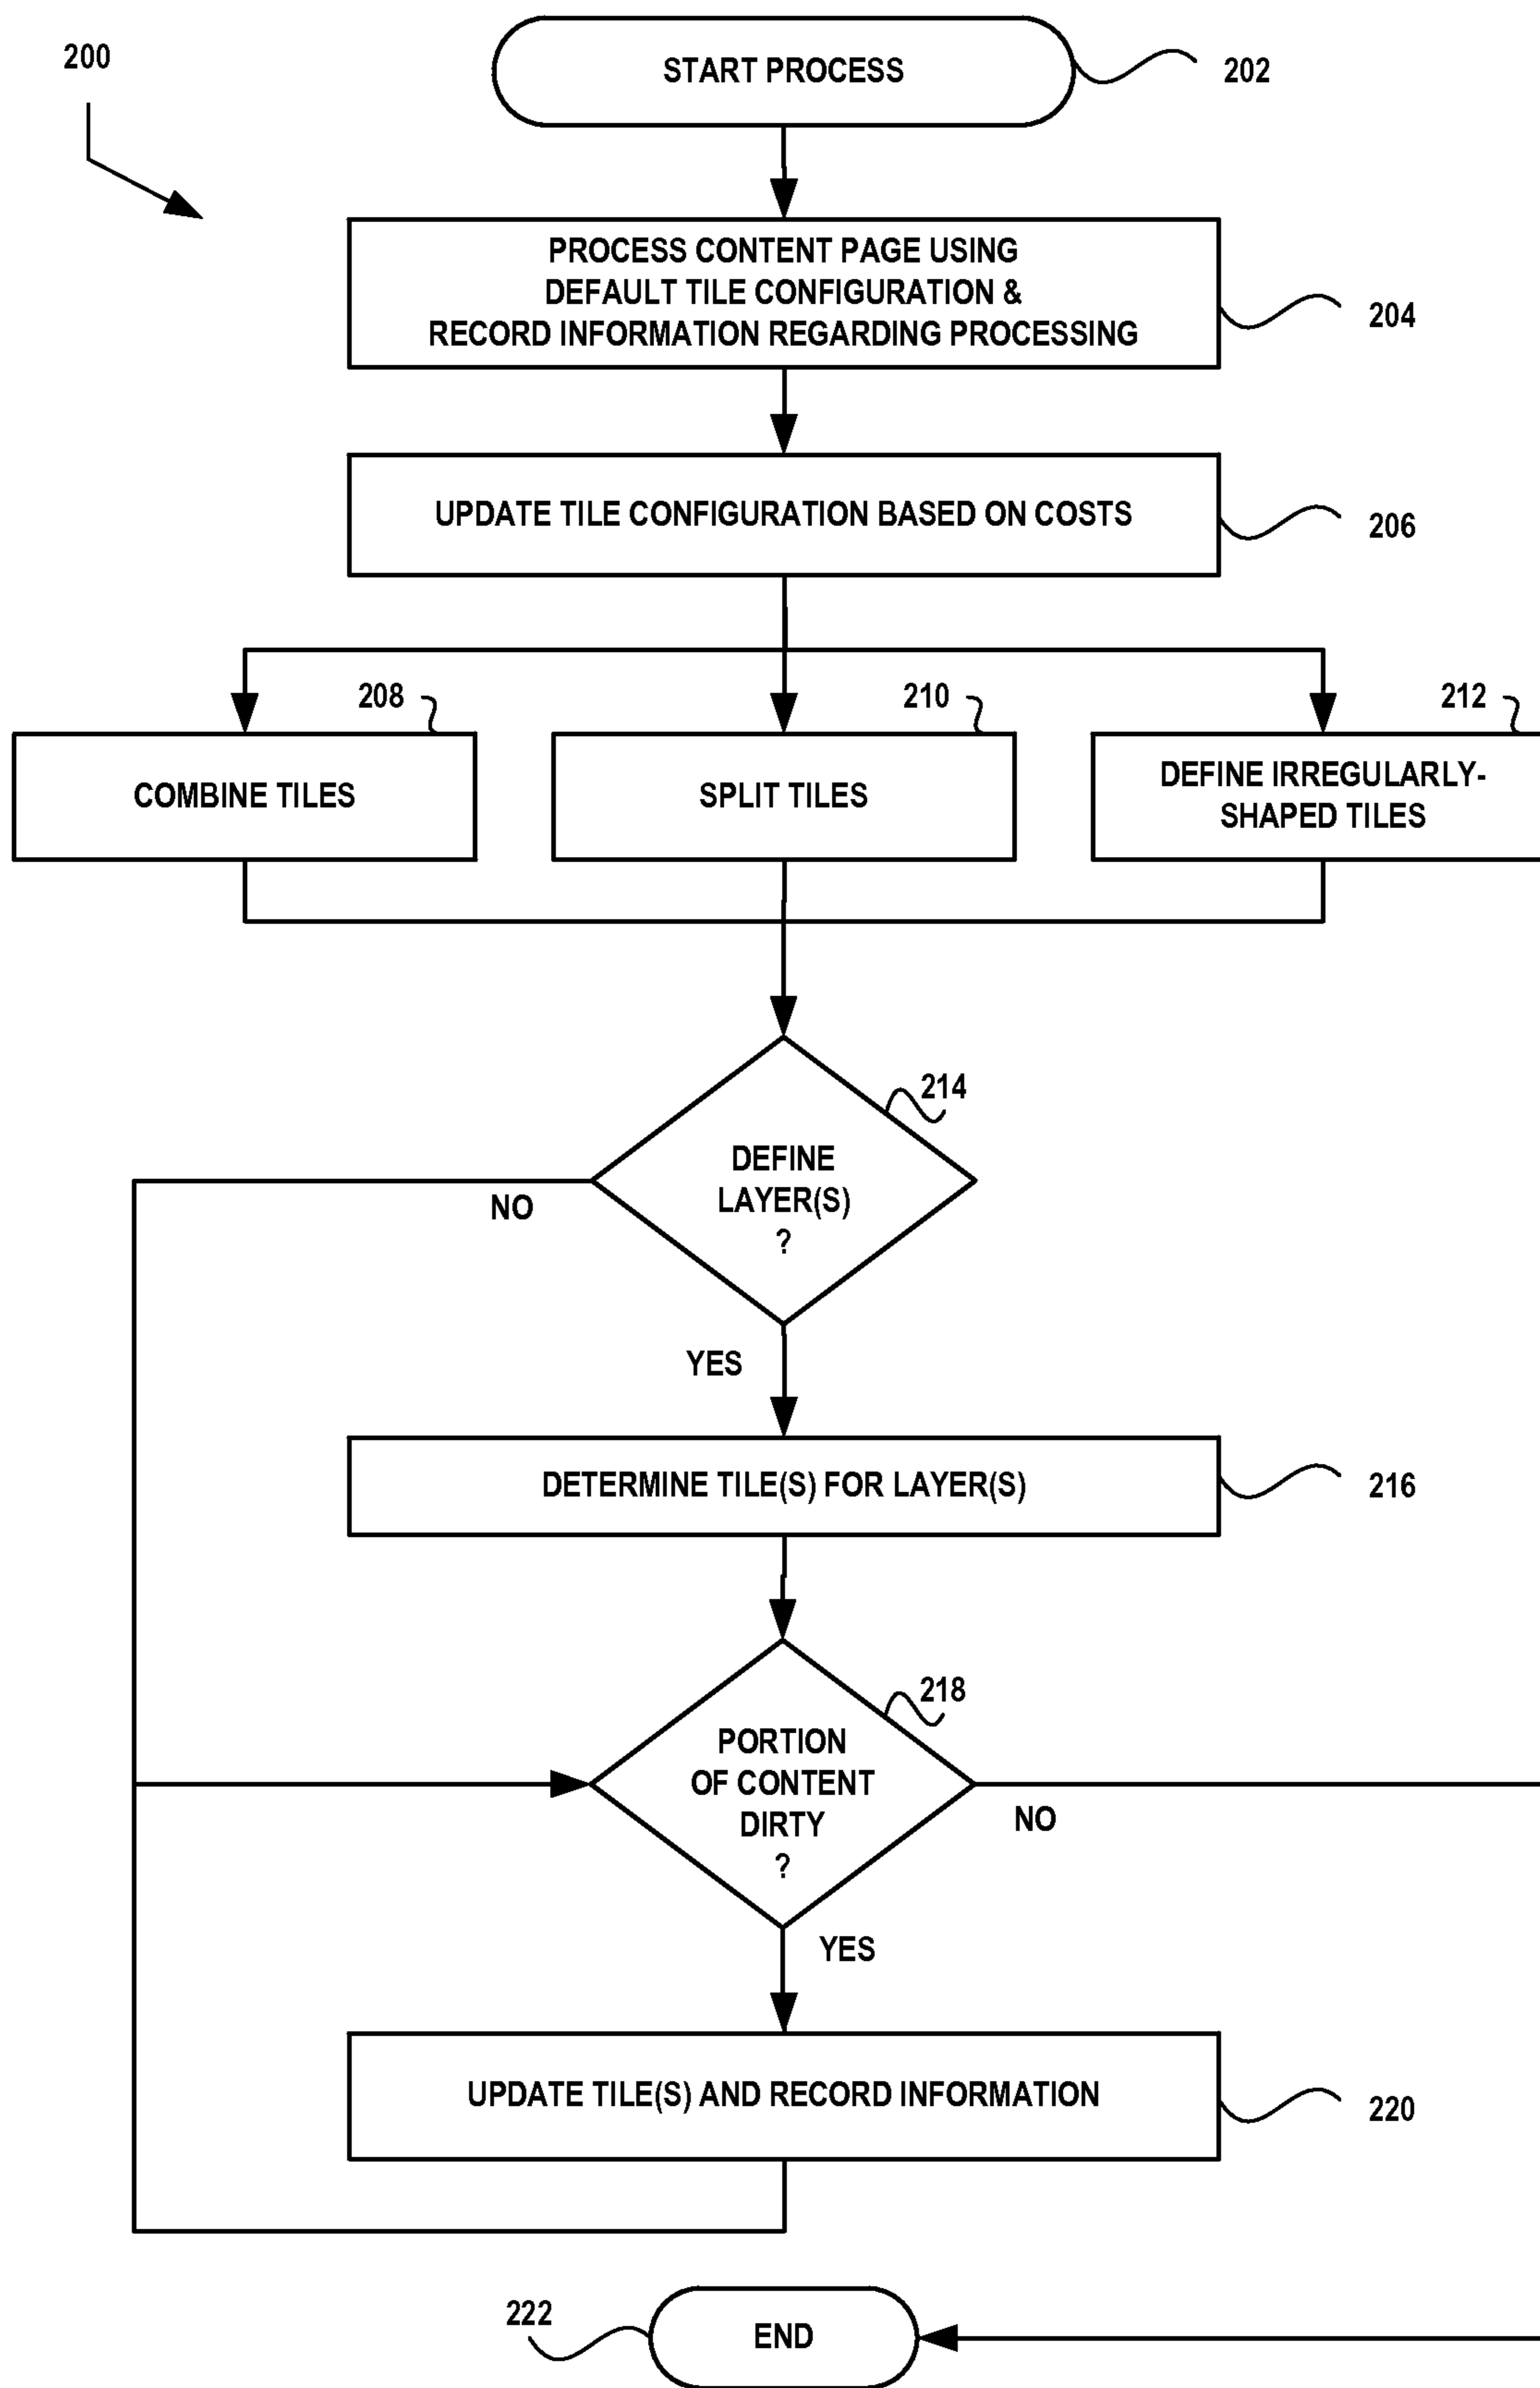 200
START PROCESS
202
PROCESS CONTENT PAGE USING
DEFAULT TILE CONFIGURATION &
RECORD INFORMATION REGARDING PROCESSING
204
UPDATE TILE CONFIGURATION BASED ON COSTS
206
208
210
212
COMBINE TILES
SPLIT TILES
DEFINE IRREGULARLY-
SHAPED TILES
214
DEFINE
LAYER(S)
?
NO
YES
DETERMINE TILE(S) FOR LAYER(S)
216
218
PORTION
OF CONTENT
DIRTY
?
NO
YES
UPDATE TILE(S) AND RECORD INFORMATION
220
222
END